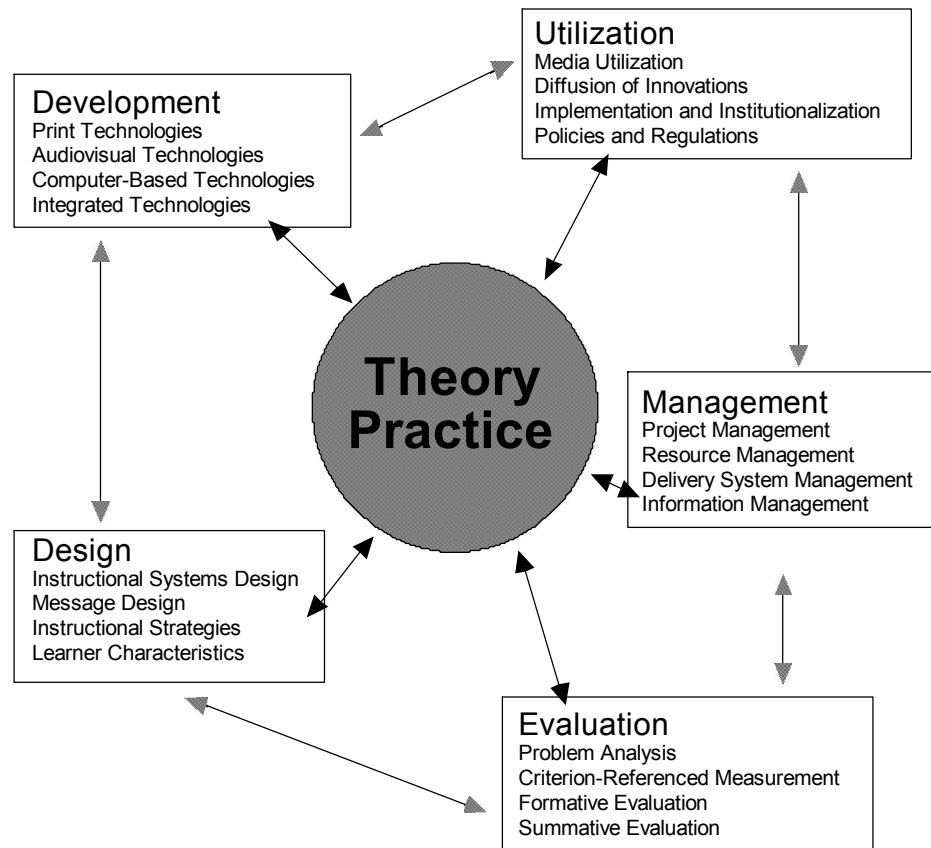 Utilization
Media Utilization
Diffusion of Innovations
Implementation and Institutionalization
Policies and Regulations
Development
Print Technologies
Audiovisual Technologies
Computer-Based Technologies
Integrated Technologies
Theory
Practice
Management
Project Management
Resource Management
Delivery System Management
Information Management
Design
Instructional Systems Design
Message Design
Instructional Strategies
Learner Characteristics
Evaluation
Problem Analysis
Criterion-Referenced Measurement
Formative Evaluation
Summative Evaluation